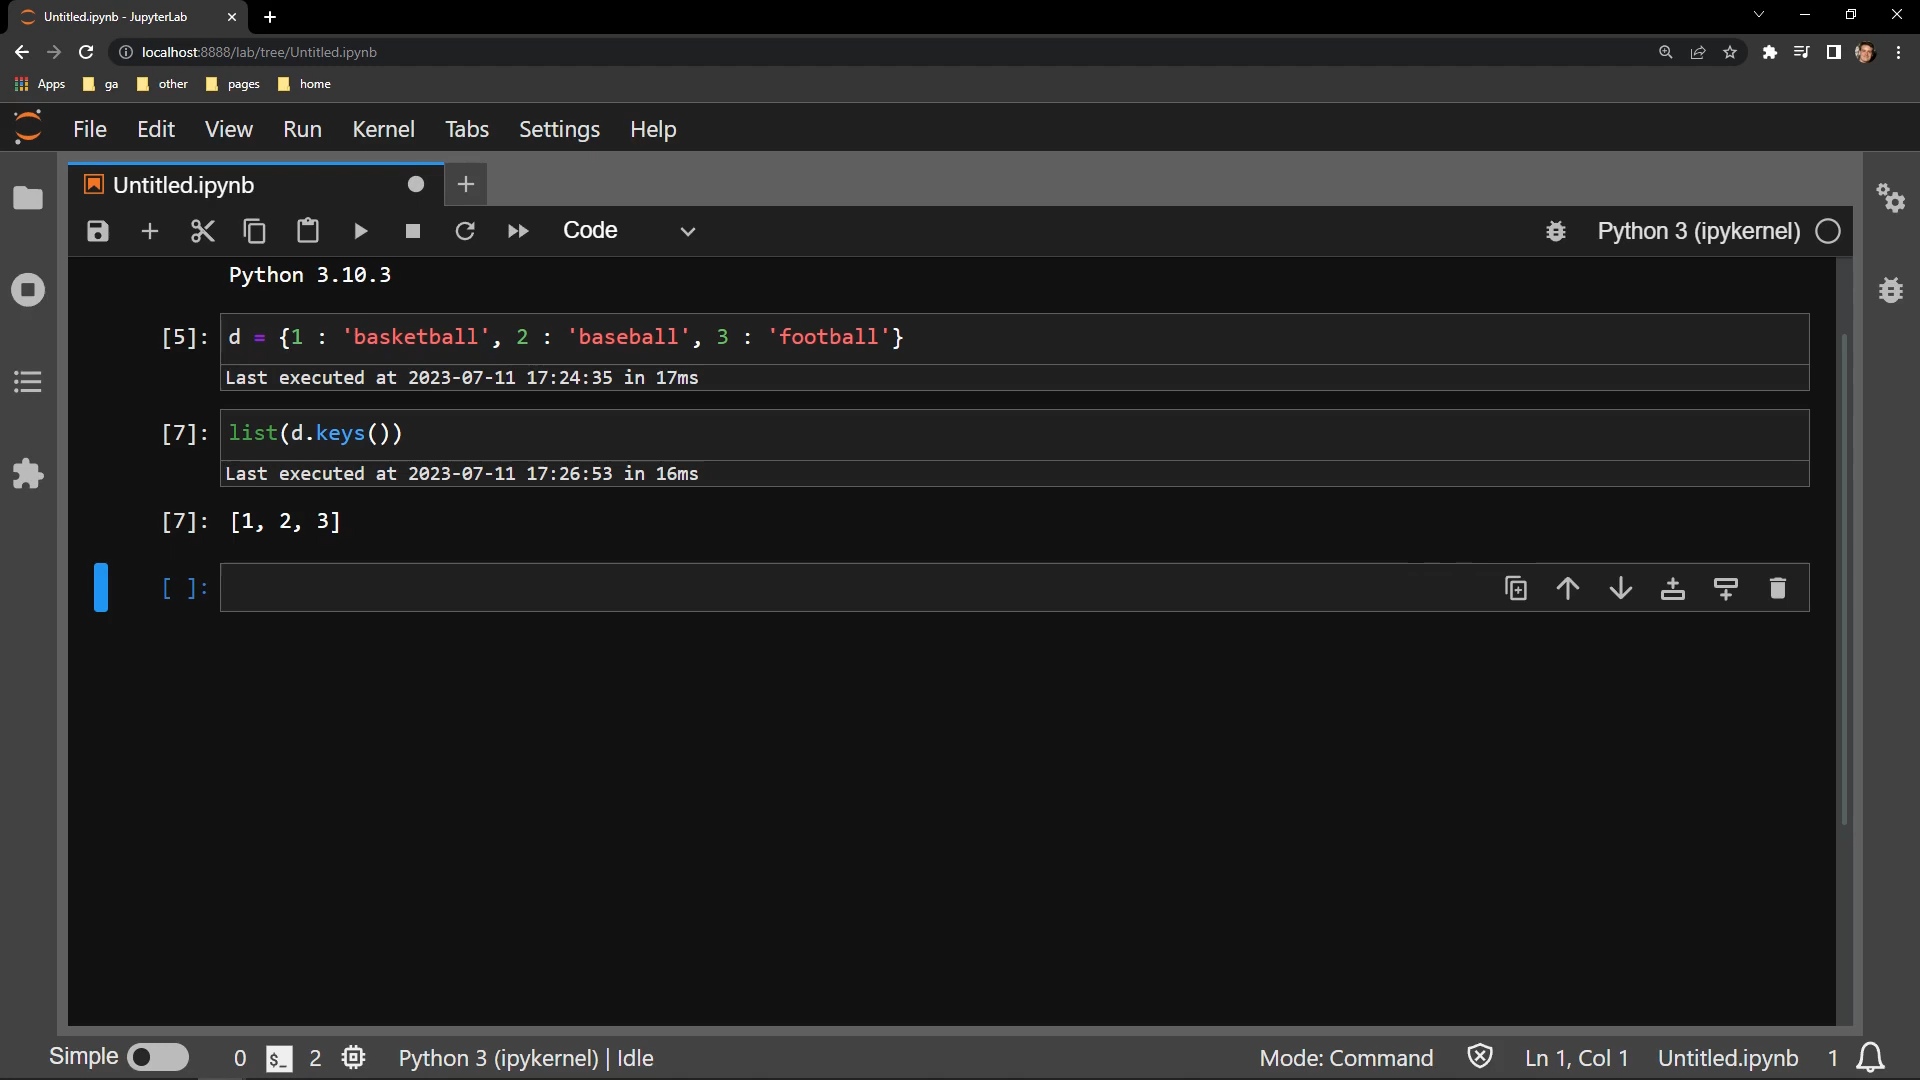 Untitled.ipynb - JupyterLab
localhost:8888/lab/tree/Untitled.ipynb
Apps ga other pages home
File Edit View Run Kernel Tabs Settings Help
Untitled.ipynb
Code Python 3 (ipykernel)
Python 3.10.3
[5]: d = {1 : 'basketball', 2 : 'baseball', 3 : 'football'}
Last executed at 2023-07-11 17:24:35 in 17ms
[7]: list(d.keys())
Last executed at 2023-07-11 17:26:53 in 16ms
[7]: [1, 2, 3]
[ ]:
Simple 0 $_ 2 Python 3 (ipykernel) | Idle Mode: Command Ln 1, Col 1 Untitled.ipynb 1